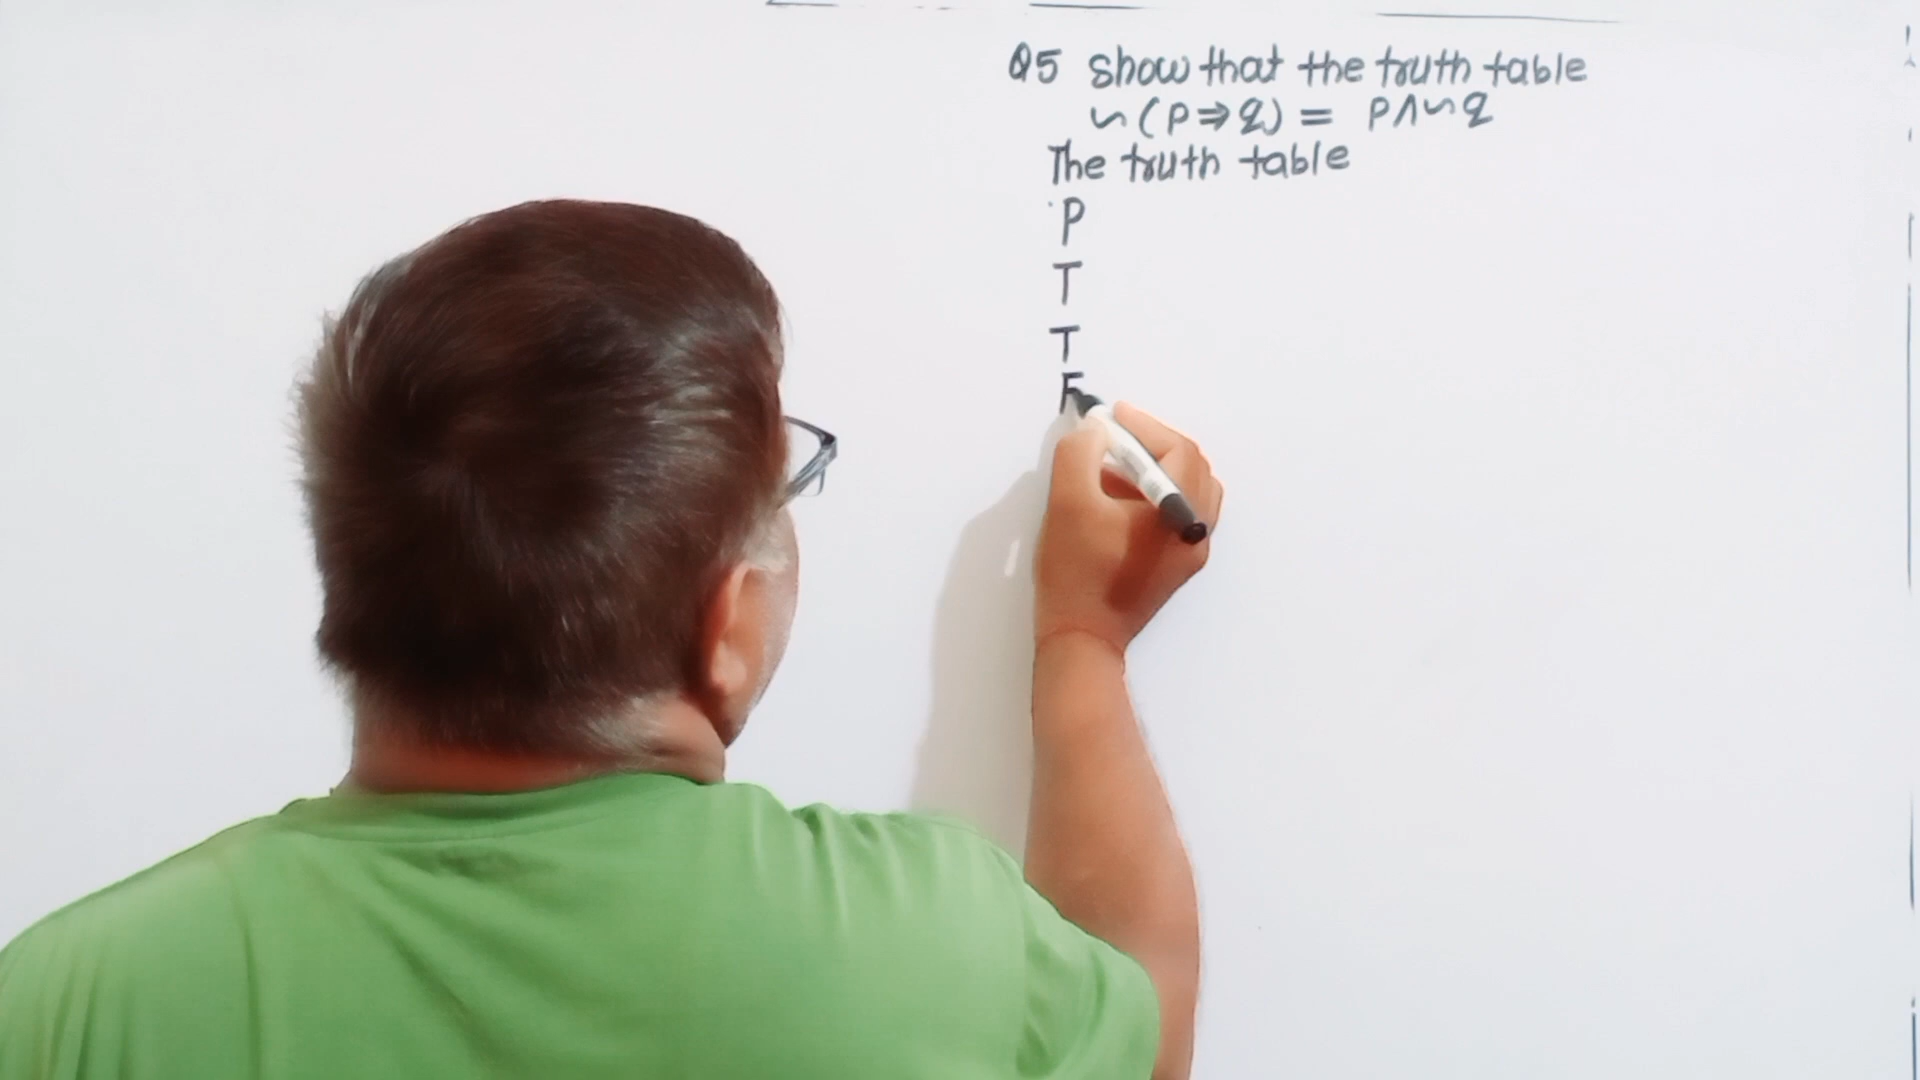 Q5 Show that the truth table
~(P⇒q) = P∧~q
The truth table
P
T
T
F